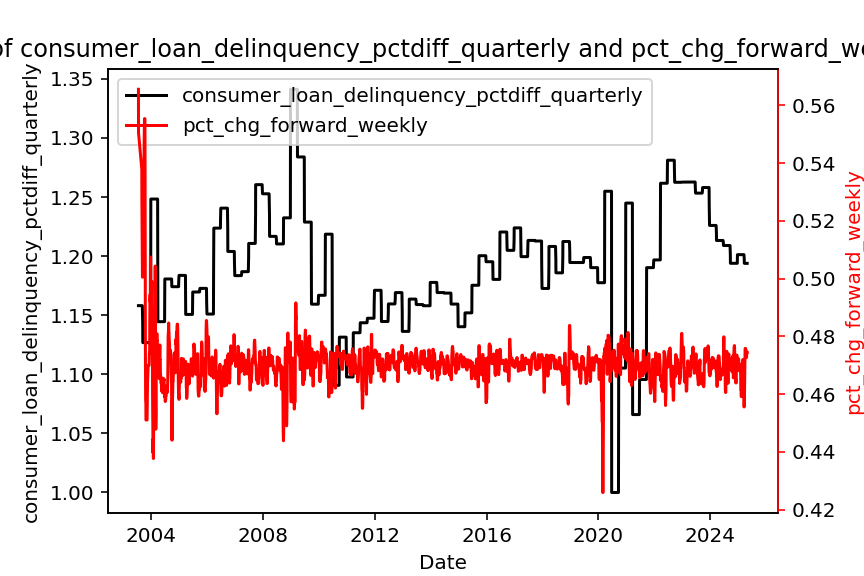 of consumer_loan_delinquency_pctdiff_quarterly and pct_chg_forward_we
consumer_loan_delinquency_pctdiff_quarterly
pct_chg_forward_weekly
consumer_loan_delinquency_pctdiff_quarterly
1.35
1.30
1.25
1.20
1.15
1.10
1.05
1.00
0.56
0.54
0.52
0.50
0.48
0.46
0.44
0.42
pct_chg_forward_weekly
2004 2008 2012 2016 2020 2024
Date